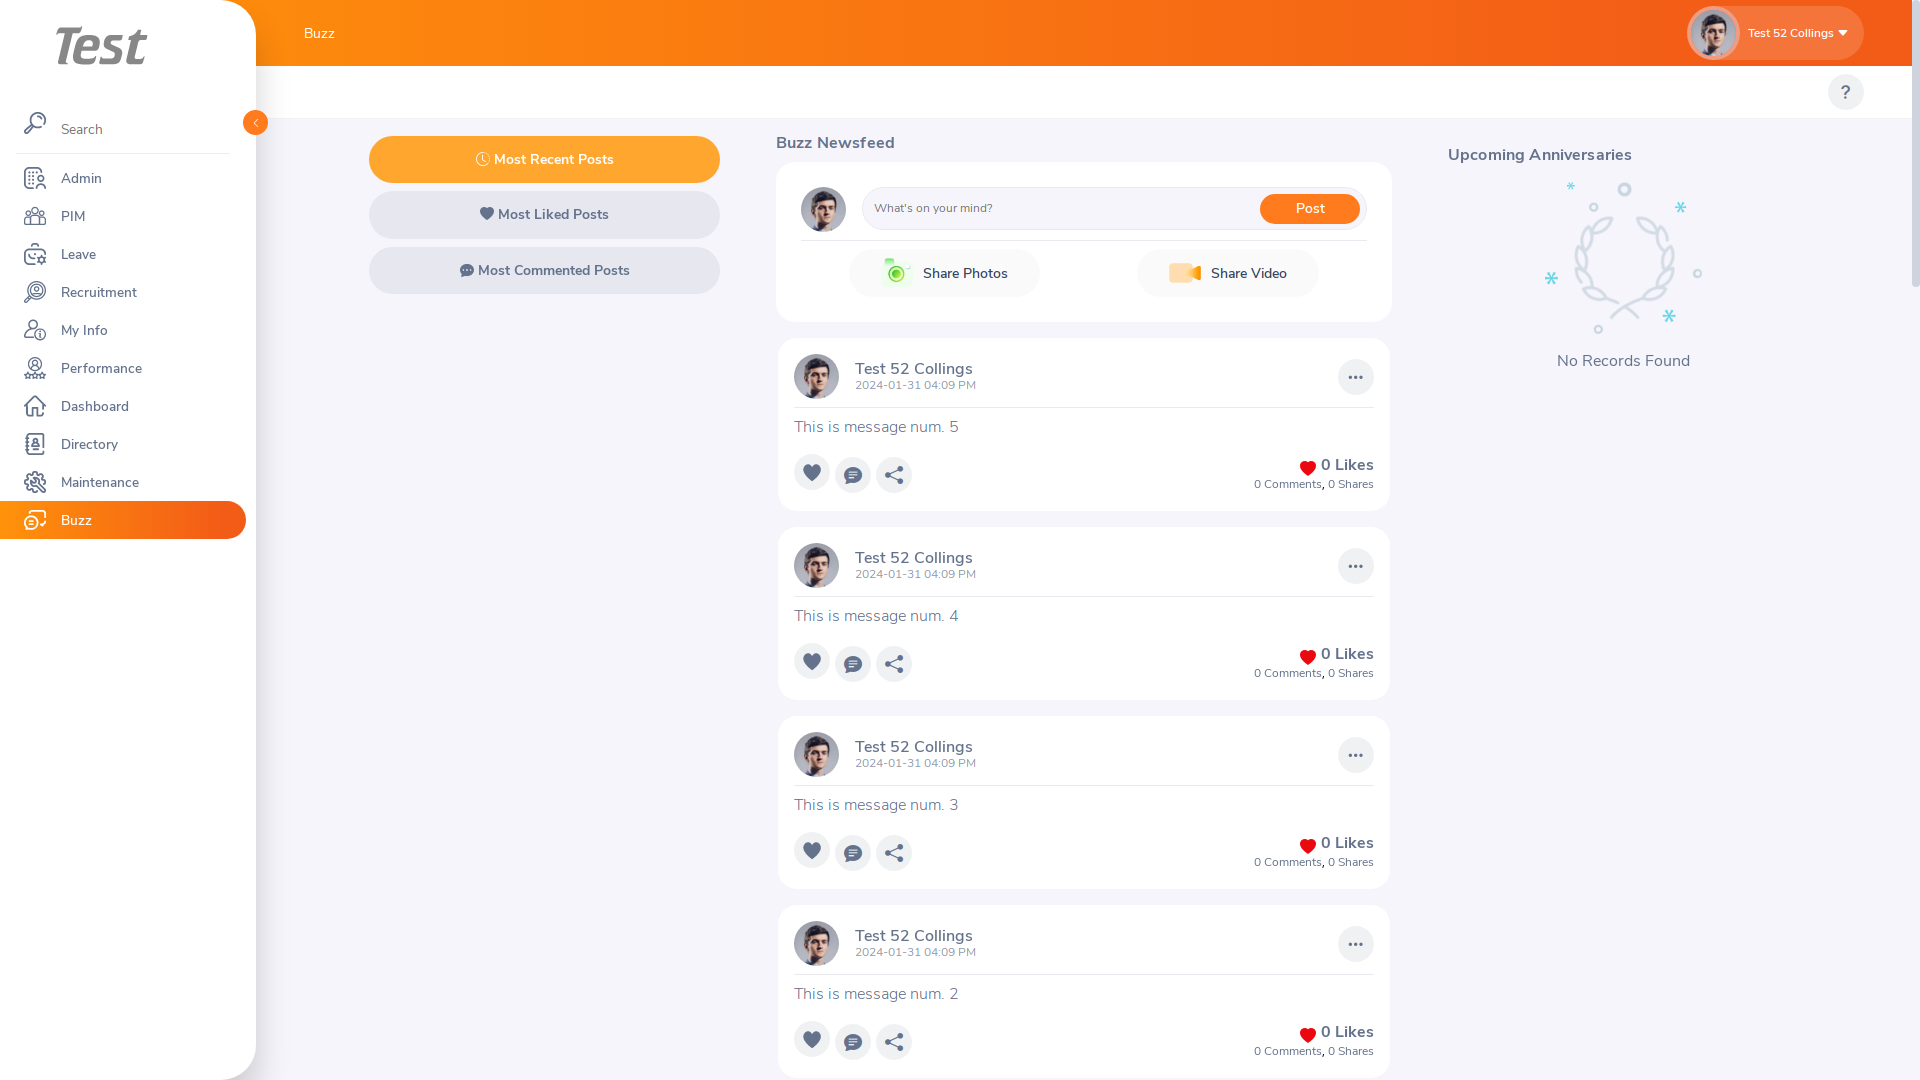 Test
Search
Admin
PIM
Leave
Recruitment
My Info
Performance
Dashboard
Directory
Maintenance
Buzz
Buzz
Test 52 Collings
?
Most Recent Posts
Most Liked Posts
Most Commented Posts
Buzz Newsfeed
What's on your mind?
Post
Share Photos
Share Video
Test 52 Collings
2024-01-31 04:09 PM
This is message num. 5
0 Likes
0 Comments, 0 Shares
Test 52 Collings
2024-01-31 04:09 PM
This is message num. 4
0 Likes
0 Comments, 0 Shares
Test 52 Collings
2024-01-31 04:09 PM
This is message num. 3
0 Likes
0 Comments, 0 Shares
Test 52 Collings
2024-01-31 04:09 PM
This is message num. 2
0 Likes
0 Comments, 0 Shares
Upcoming Anniversaries
No Records Found